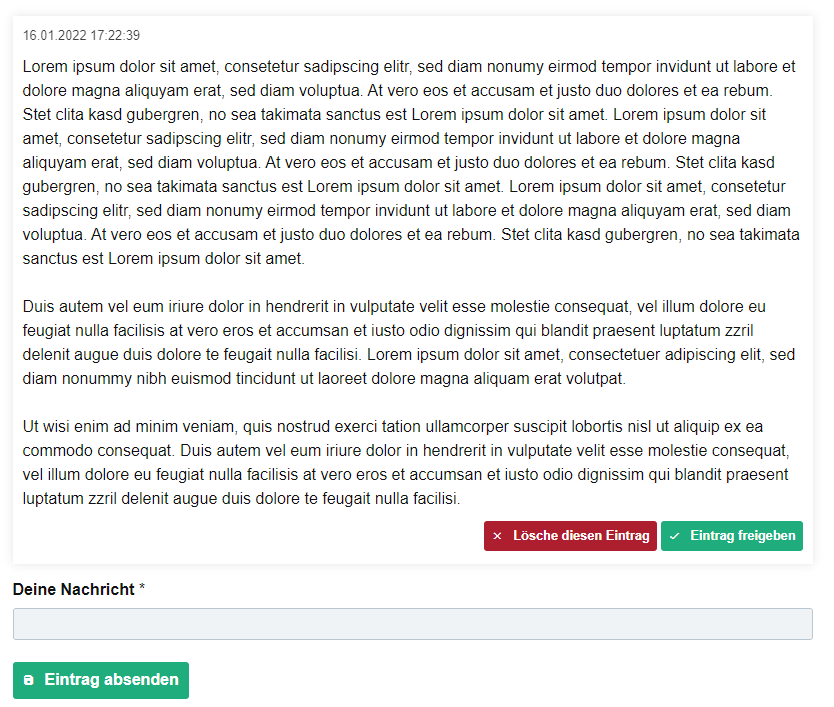 16.01.2022 17:22:39
Lorem ipsum dolor sit amet, consetetur sadipscing elitr, sed diam nonumy eirmod tempor invidunt ut labore et
dolore magna aliquyam erat, sed diam voluptua. At vero eos et accusam et justo duo dolores et ea rebum.
Stet clita kasd gubergren, no sea takimata sanctus est Lorem ipsum dolor sit amet. Lorem ipsum dolor sit
amet, consetetur sadipscing elitr, sed diam nonumy eirmod tempor invidunt ut labore et dolore magna
aliquyam erat, sed diam voluptua. At vero eos et accusam et justo duo dolores et ea rebum. Stet clita kasd
gubergren, no sea takimata sanctus est Lorem ipsum dolor sit amet. Lorem ipsum dolor sit amet, consetetur
sadipscing elitr, sed diam nonumy eirmod tempor invidunt ut labore et dolore magna aliquyam erat, sed diam
voluptua. At vero eos et accusam et justo duo dolores et ea rebum. Stet clita kasd gubergren, no sea takimata
sanctus est Lorem ipsum dolor sit amet.
Duis autem vel eum iriure dolor in hendrerit in vulputate velit esse molestie consequat, vel illum dolore eu
feugiat nulla facilisis at vero eros et accumsan et iusto odio dignissim qui blandit praesent luptatum zzril
delenit augue duis dolore te feugait nulla facilisi. Lorem ipsum dolor sit amet, consectetuer adipiscing elit, sed
diam nonummy nibh euismod tincidunt ut laoreet dolore magna aliquam erat volutpat.
Ut wisi enim ad minim veniam, quis nostrud exerci tation ullamcorper suscipit lobortis nisl ut aliquip ex ea
commodo consequat. Duis autem vel eum iriure dolor in hendrerit in vulputate velit esse molestie consequat,
vel illum dolore eu feugiat nulla facilisis at vero eros et accumsan et iusto odio dignissim qui blandit praesent
luptatum zzril delenit augue duis dolore te feugait nulla facilisi.
Lösche diesen Eintrag Eintrag freigeben
Deine Nachricht *
Eintrag absenden